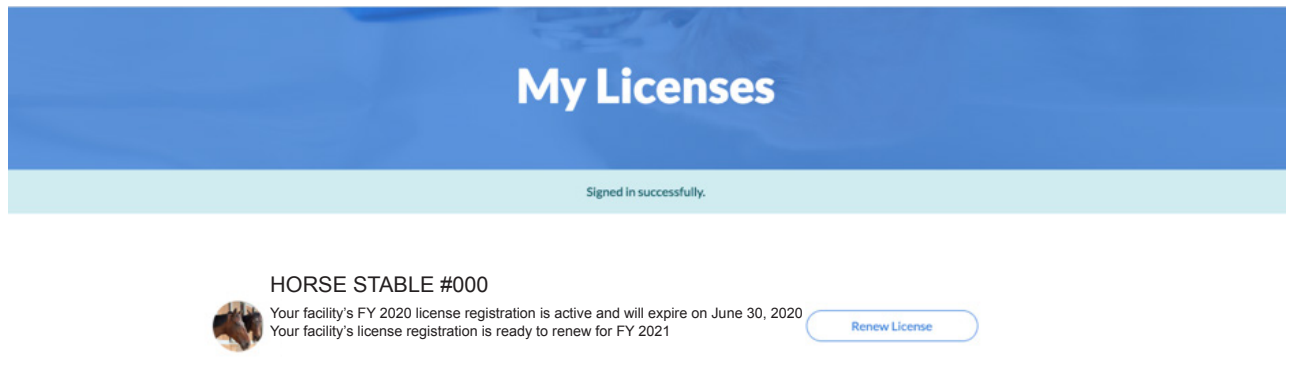 My Licenses
Signed in successfully.
HORSE STABLE #000
Your facility’s FY 2020 license registration is active and will expire on June 30, 2020
Your facility’s license registration is ready to renew for FY 2021
Renew License